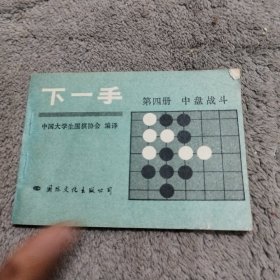 下一手
第四册 中盘战斗
中国大学生围棋协会 编译
国际文化出版公司